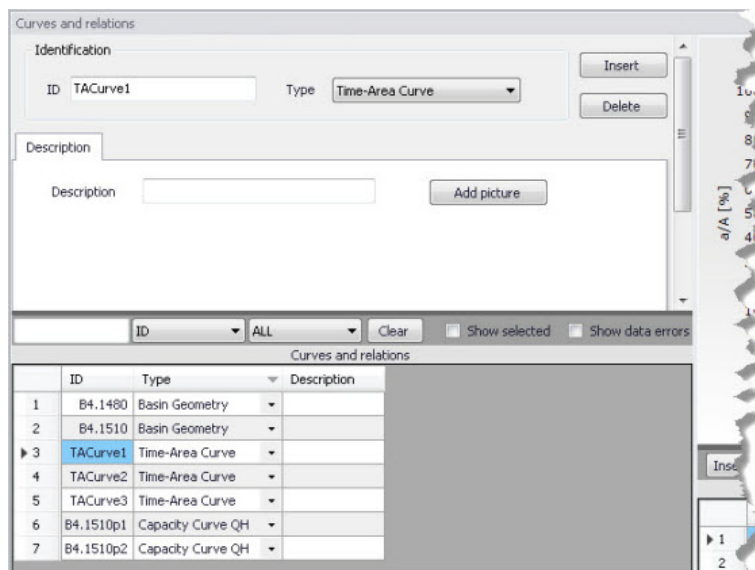 Curves and relations
Identification
ID TACurve1 Type Time-Area Curve
Insert
Delete
Description
Description Add picture
a/A [%]
ID ALL Clear Show selected Show data errors
Curves and relations
ID Type Description
1 B4.1480 Basin Geometry
2 B4.1510 Basin Geometry
3 TACurve1 Time-Area Curve
4 TACurve2 Time-Area Curve
5 TACurve3 Time-Area Curve
6 B4.1510p1 Capacity Curve QH
7 B4.1510p2 Capacity Curve QH
1
2